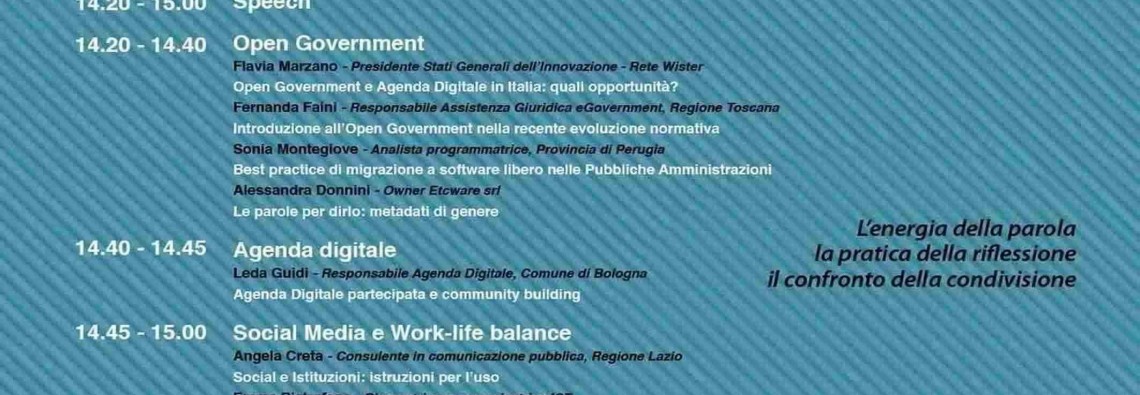 14.20 - 15.00 Speech
14.20 - 14.40 Open Government
Flavia Marzano - Presidente Stati Generali dell'Innovazione - Rete Wister
Open Government e Agenda Digitale in Italia: quali opportunità?
Fernanda Faini - Responsabile Assistenza Giuridica eGovernment, Regione Toscana
Introduzione all'Open Government nella recente evoluzione normativa
Sonia Montegiove - Analista programmatrice, Provincia di Perugia
Best practice di migrazione a software libero nelle Pubbliche Amministrazioni
Alessandra Donnini - Owner Etcware srl
Le parole per dirlo: metadati di genere
14.40 - 14.45 Agenda digitale
Leda Guidi - Responsabile Agenda Digitale, Comune di Bologna
Agenda Digitale partecipata e community building
14.45 - 15.00 Social Media e Work-life balance
Angela Creta - Consulente in comunicazione pubblica, Regione Lazio
Social e Istituzioni: istruzioni per l'uso
L'energia della parola
la pratica della riflessione
il confronto della condivisione